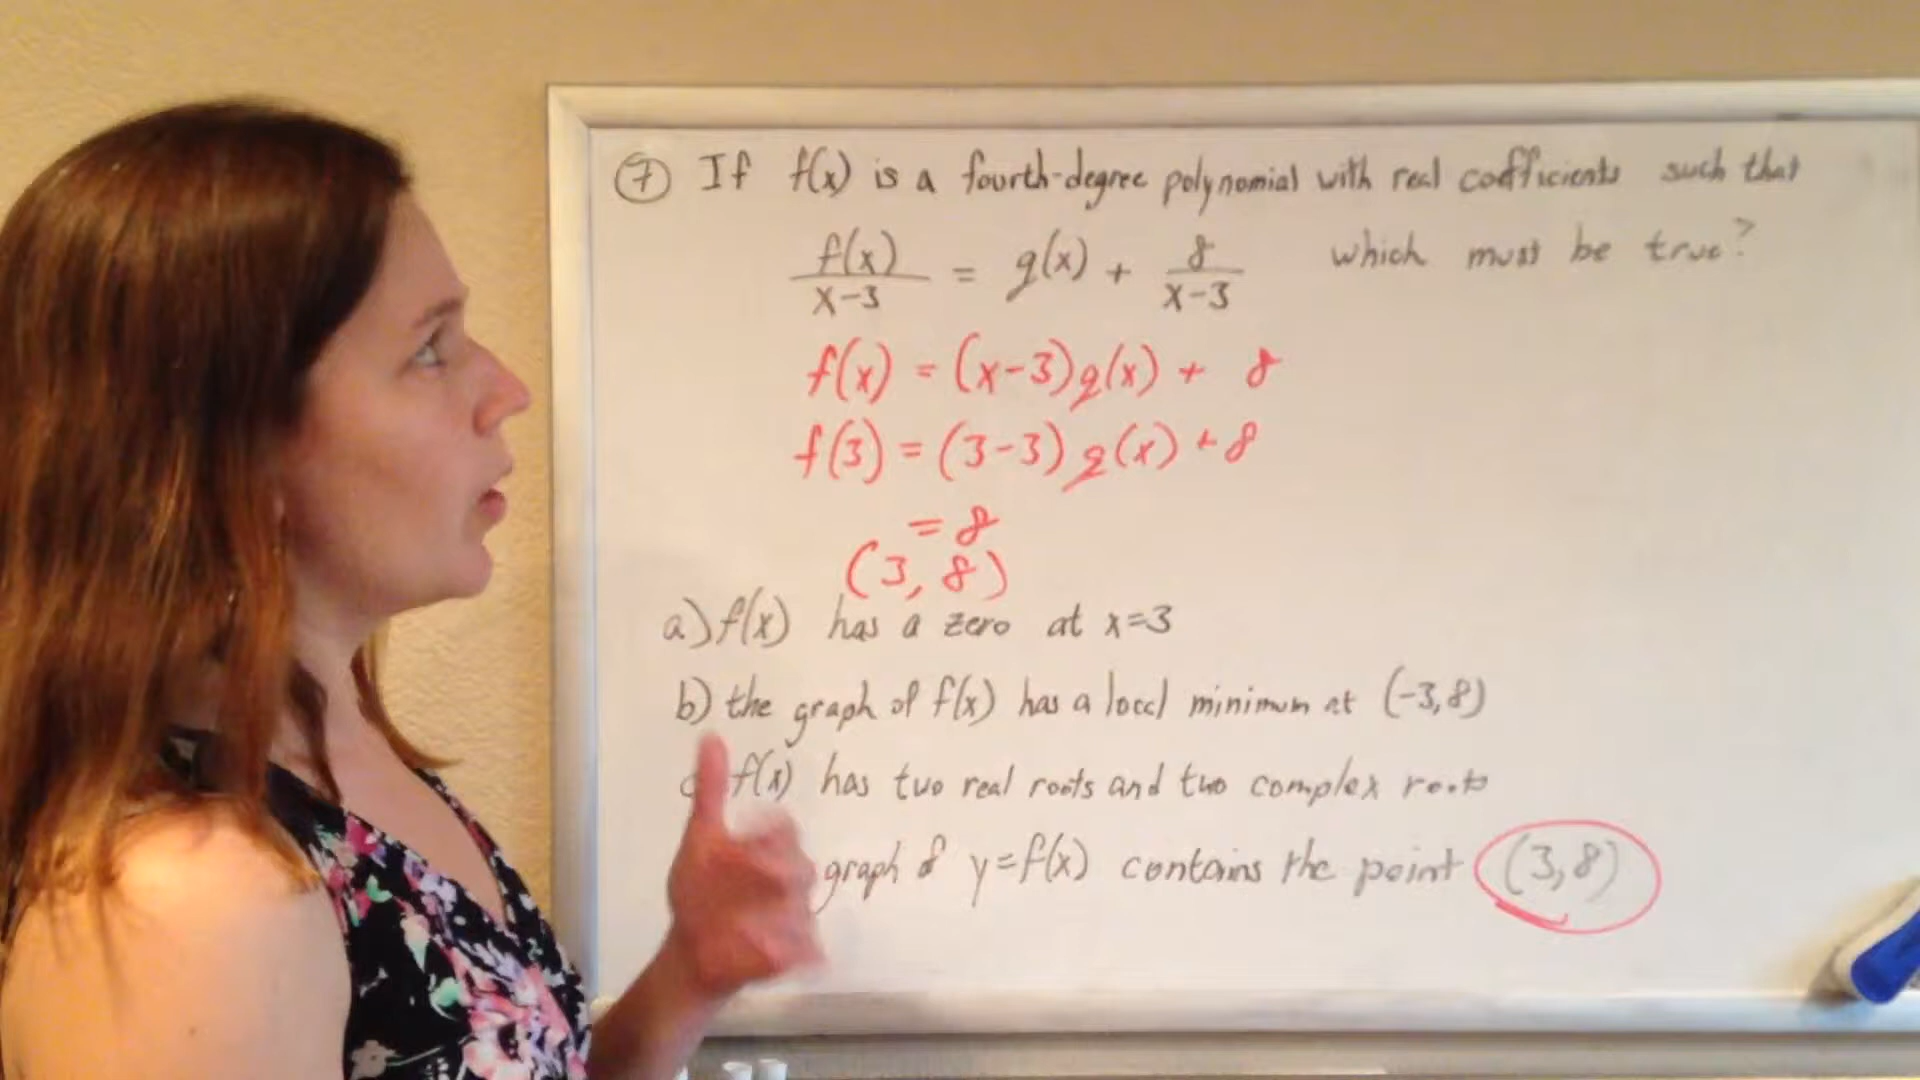 7 If f(x) is a fourth-degree polynomial with real coefficients such that
f(x)/(x-3) = g(x) + 8/(x-3) which must be true?
f(x) = (x-3)g(x) + 8
f(3) = (3-3)g(x) + 8
= 8
(3, 8)
a) f(x) has a zero at x=3
b) the graph of f(x) has a local minimum at (-3,8)
f(x) has two real roots and two complex roots
graph of y=f(x) contains the point (3,8)